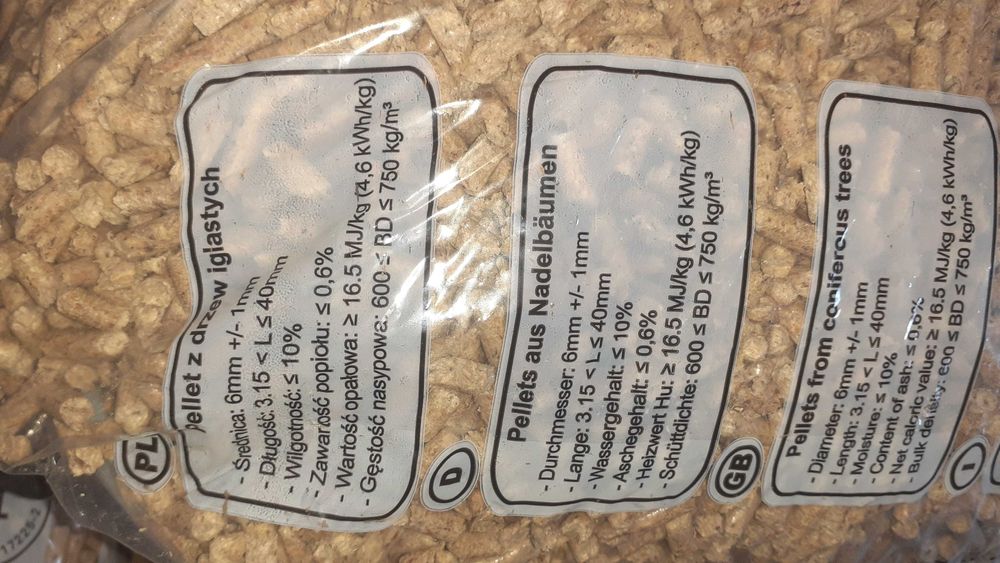 PL
pellet z drzew iglastych
- Średnica: 6mm +/- 1mm
- Długość: 3.15 < L ≤ 40mm
- Wilgotność: ≤ 10%
- Zawartość popiołu: ≤ 0,6%
- Wartość opałowa: ≥ 16.5 MJ/kg (4,6 kWh/kg)
- Gęstość nasypowa: 600 ≤ BD ≤ 750 kg/m³
D
Pellets aus Nadelbäumen
- Durchmesser: 6mm +/- 1mm
- Lange: 3.15 < L ≤ 40mm
- Wassergehalt: ≤ 10%
- Aschegehalt: ≤ 0,6%
- Heizwert Hu: ≥ 16.5 MJ/kg (4,6 kWh/kg)
- Schüttdichte: 600 ≤ BD ≤ 750 kg/m³
GB
Pellets from coniferous trees
- Diameter: 6mm +/- 1mm
- Length: 3.15 < L ≤ 40mm
- Moisture: ≤ 10%
- Content of ash: ≤ 0,6%
- Net caloric value: ≥ 16.5 MJ/kg (4,6 kWh/kg)
- Bulk density: 600 ≤ BD ≤ 750 kg/m³
I
17225-2